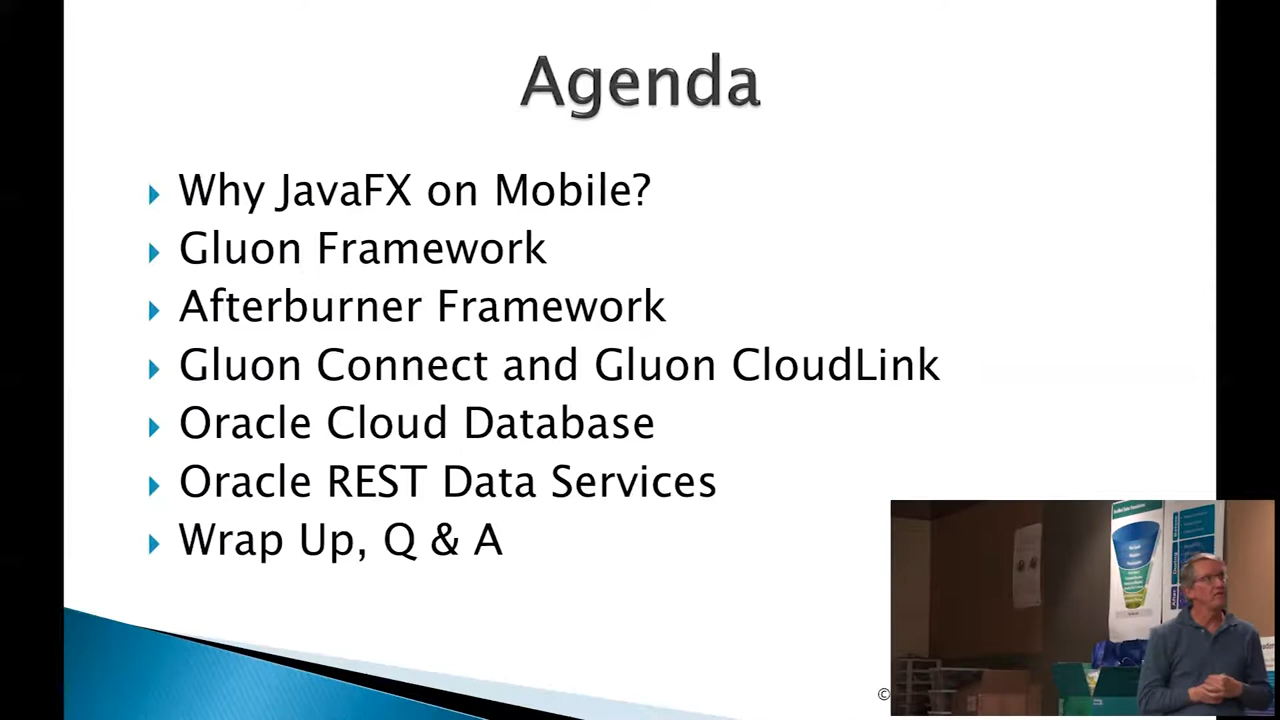 Agenda
Why JavaFX on Mobile?
Gluon Framework
Afterburner Framework
Gluon Connect and Gluon CloudLink
Oracle Cloud Database
Oracle REST Data Services
Wrap Up, Q & A
©